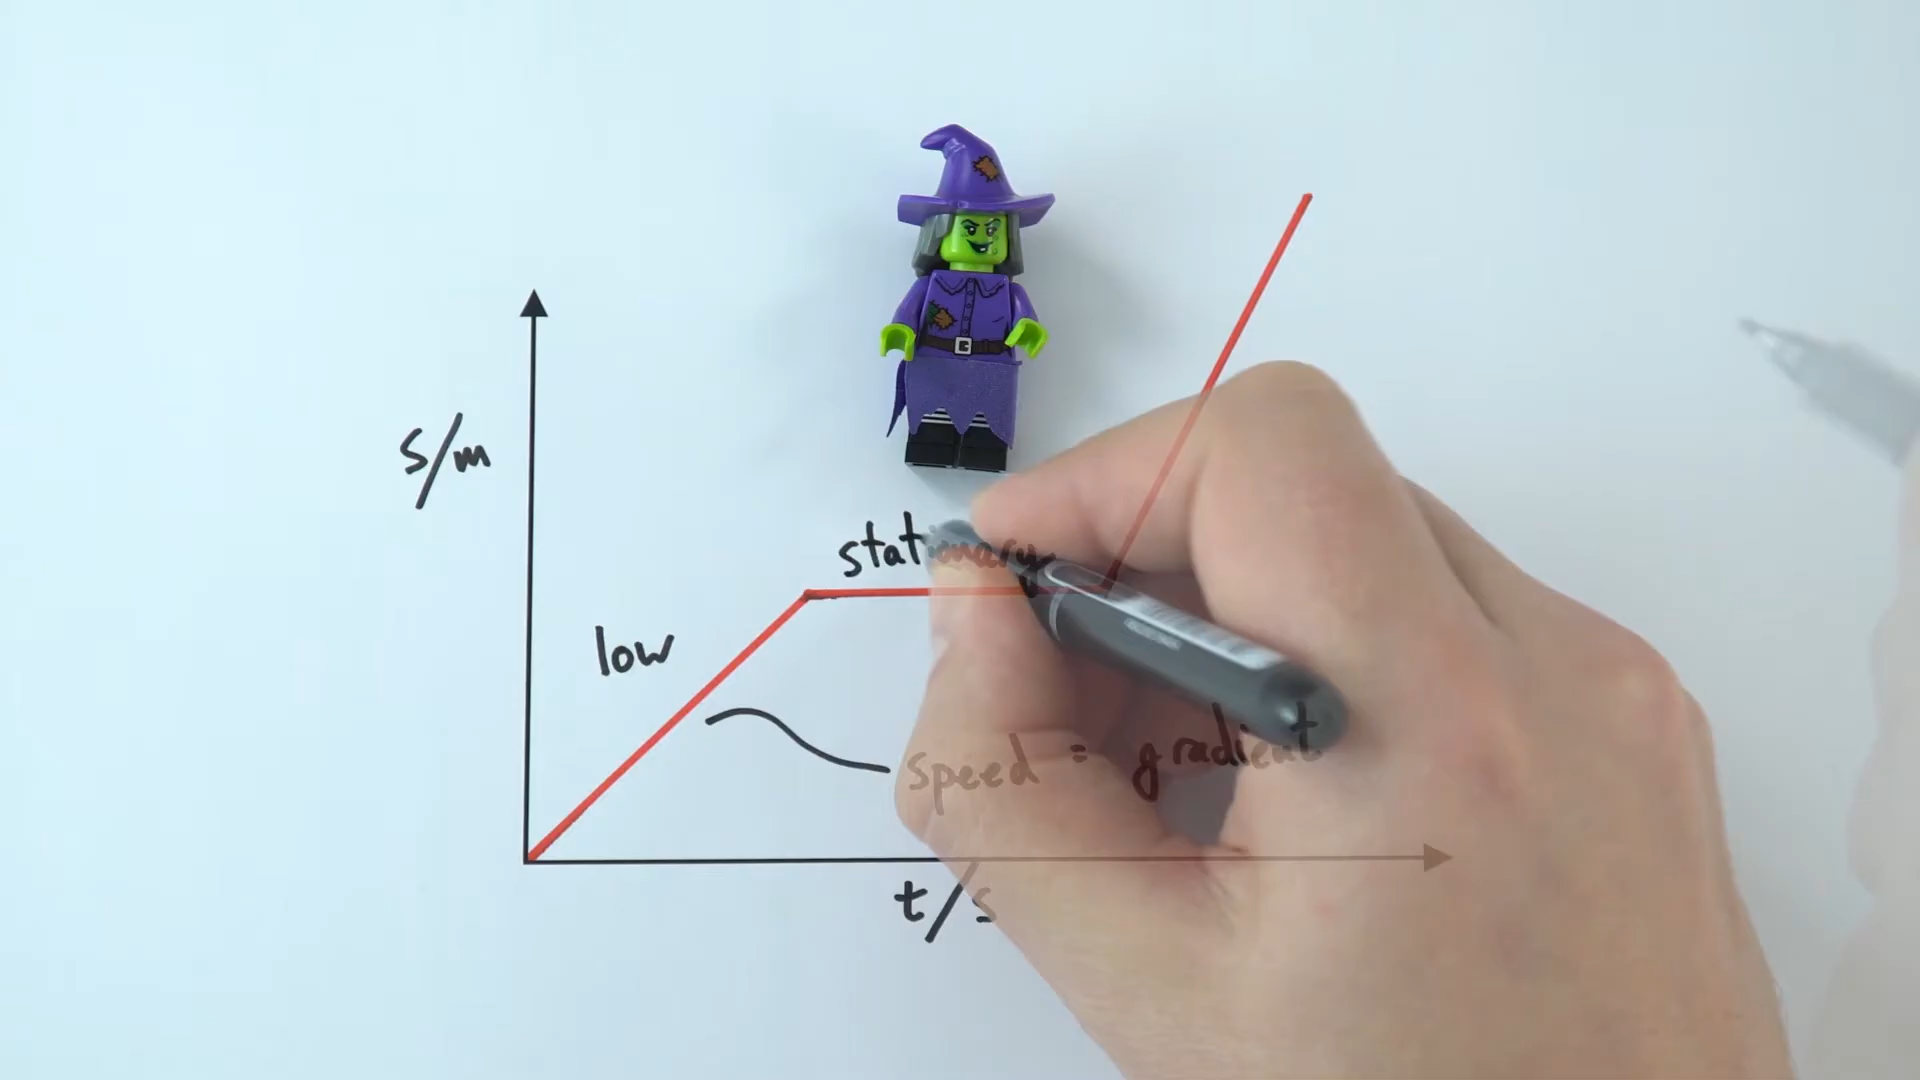 s/m
stationary
low
speed = gradient
t/s